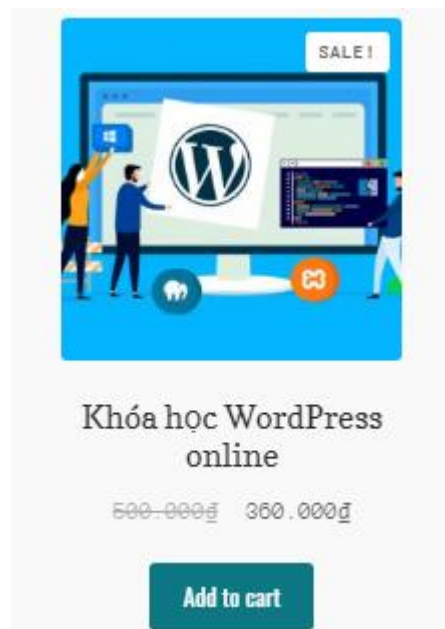 SALE!
Khóa học WordPress
online
500.000₫ 360.000₫
Add to cart